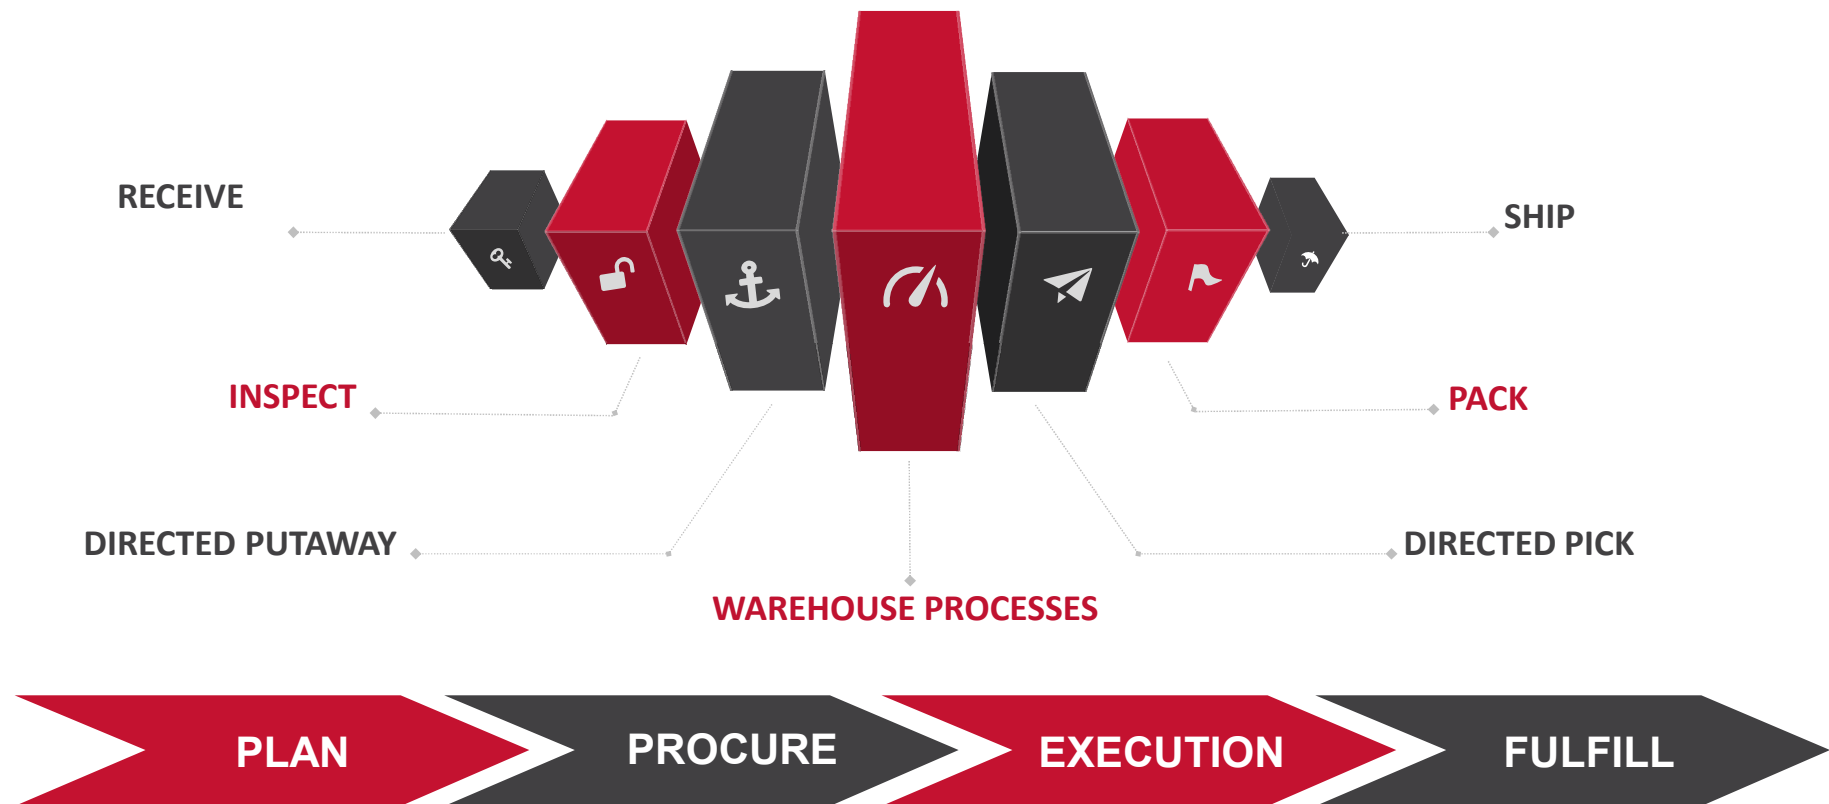 RECEIVE
SHIP
INSPECT
PACK
DIRECTED PUTAWAY
DIRECTED PICK
WAREHOUSE PROCESSES
PLAN
PROCURE
EXECUTION
FULFILL